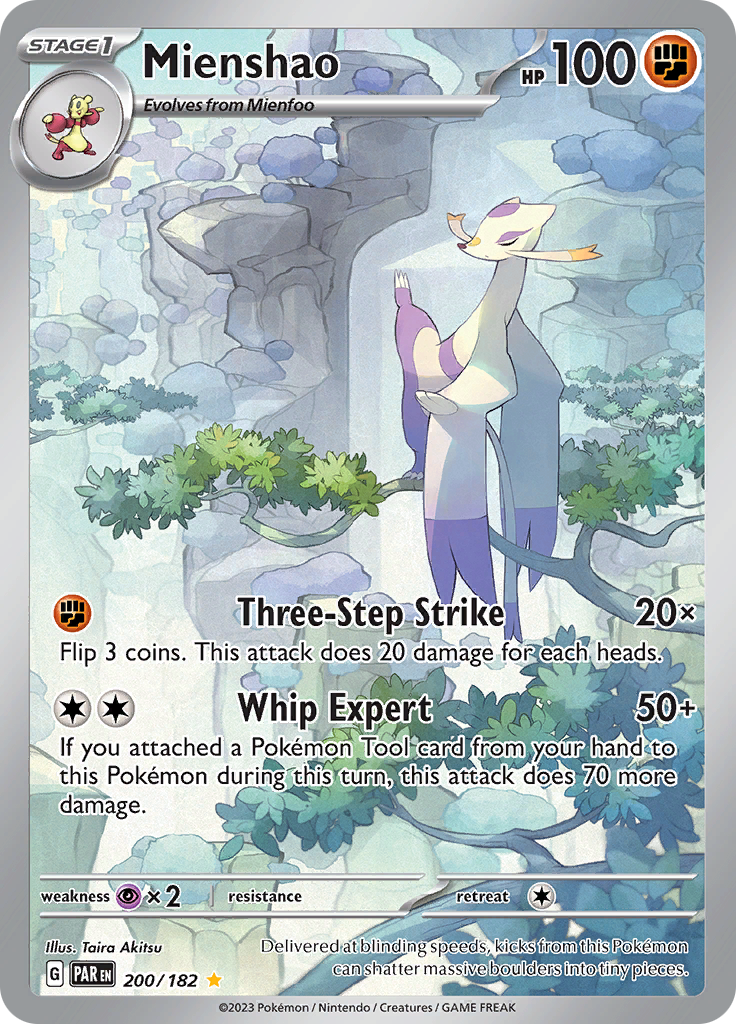 STAGE1
Mienshao
HP 100
Evolves from Mienfoo
Three-Step Strike 20×
Flip 3 coins. This attack does 20 damage for each heads.
Whip Expert 50+
If you attached a Pokémon Tool card from your hand to
this Pokémon during this turn, this attack does 70 more
damage.
weakness ×2 resistance retreat
Illus. Taira Akitsu
Delivered at blinding speeds, kicks from this Pokémon
can shatter massive boulders into tiny pieces.
G PAR EN 200/182
©2023 Pokémon / Nintendo / Creatures / GAME FREAK